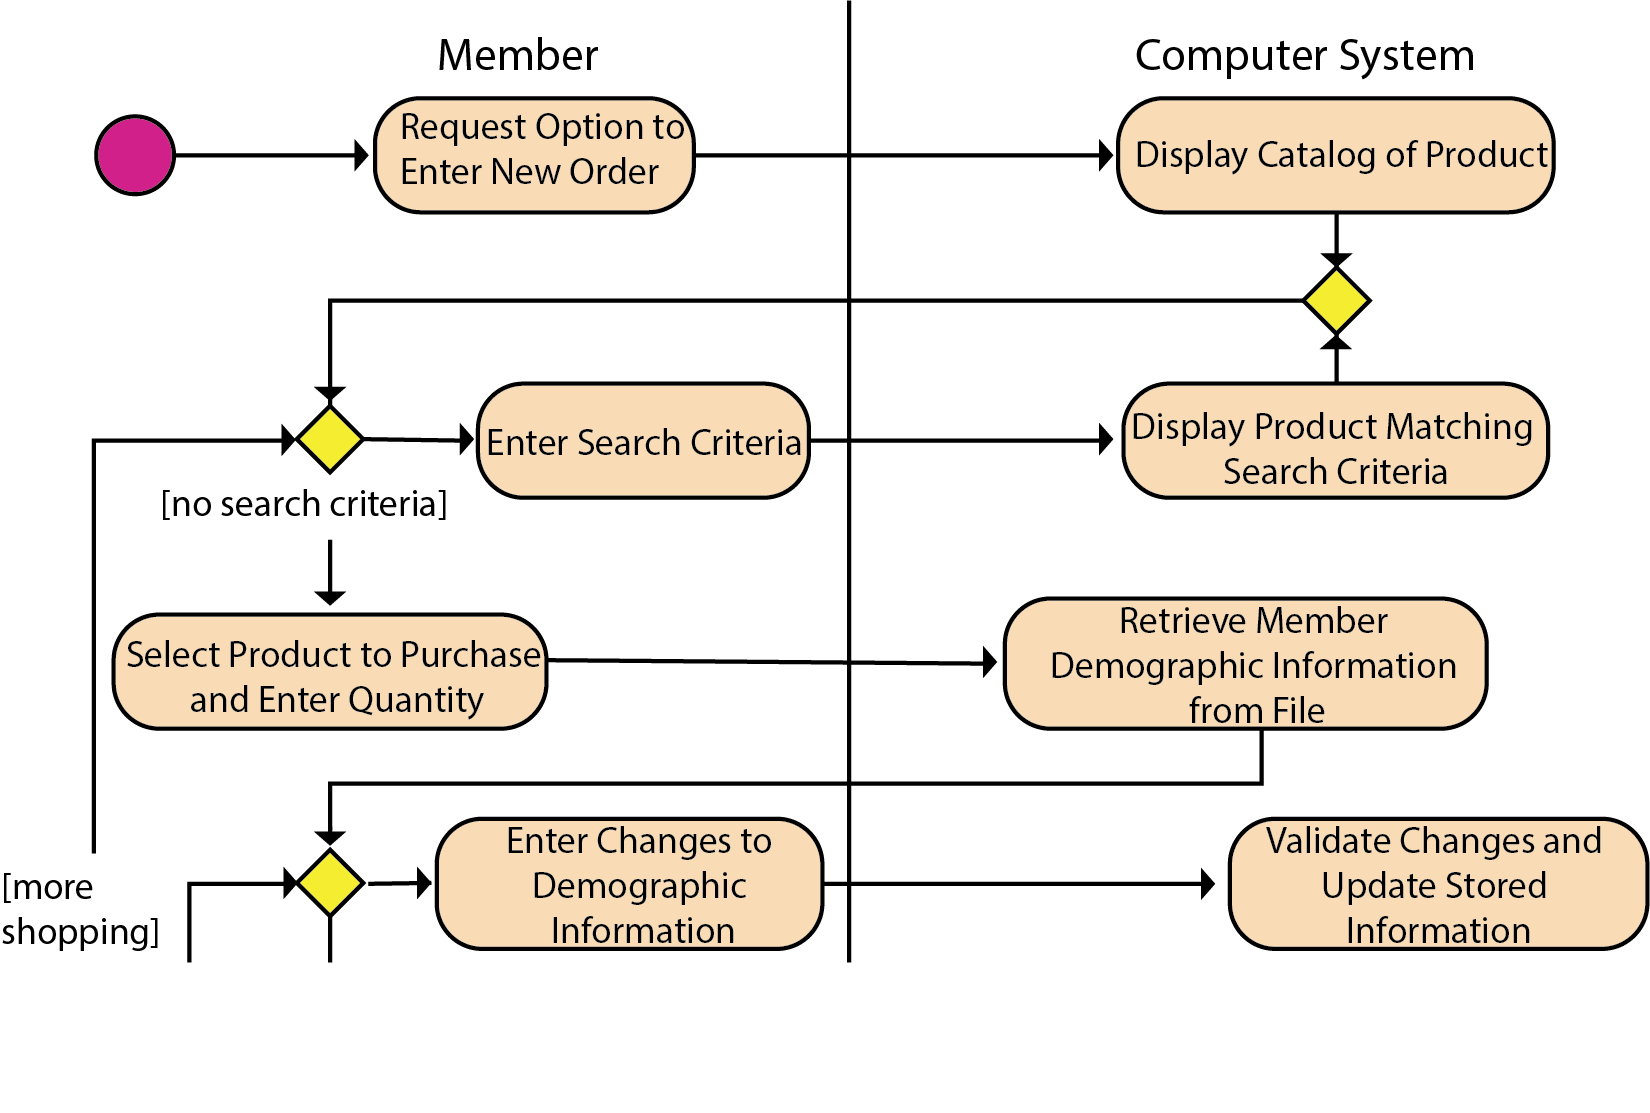 Member
Computer System
Request Option to
Enter New Order
Display Catalog of Product
Enter Search Criteria
Display Product Matching
Search Criteria
[no search criteria]
Select Product to Purchase
and Enter Quantity
Retrieve Member
Demographic Information
from File
[more
shopping]
Enter Changes to
Demographic
Information
Validate Changes and
Update Stored
Information